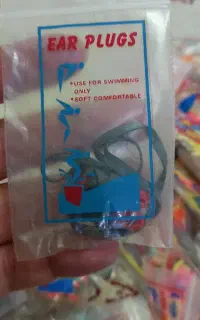 EAR PLUGS
*USE FOR SWIMMING
ONLY
*SOFT COMFORTABLE